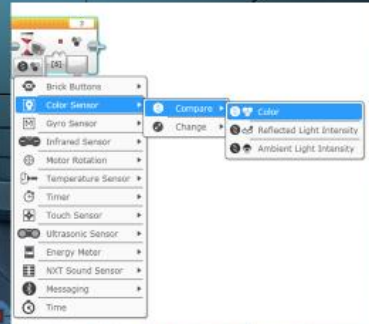 ?
[5]
Brick Buttons
Color Sensor
Compare
Color
Gyro Sensor
Change
Reflected Light Intensity
Infrared Sensor
Ambient Light Intensity
Motor Rotation
Temperature Sensor
Timer
Touch Sensor
Ultrasonic Sensor
Energy Meter
NXT Sound Sensor
Messaging
Time